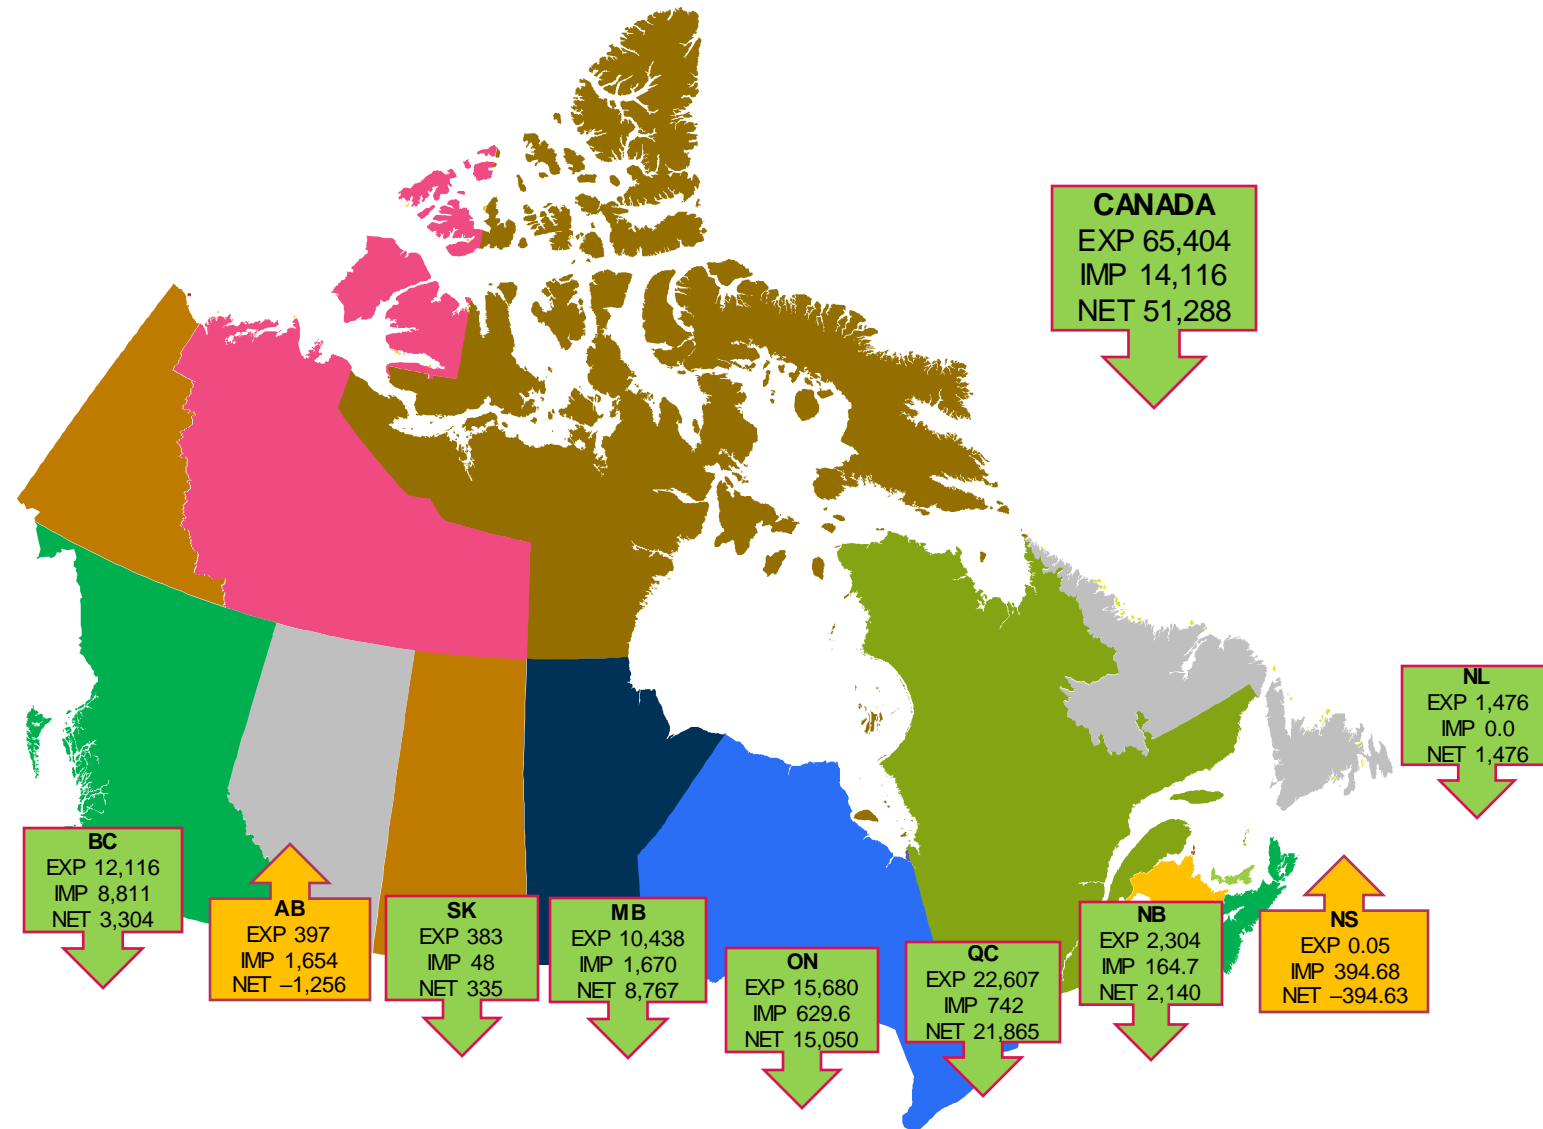 CANADA
EXP 65,404
IMP 14,116
NET 51,288
NL
EXP 1,476
IMP 0.0
NET 1,476
BC
EXP 12,116
IMP 8,811
NET 3,304
AB
EXP 397
IMP 1,654
NET –1,256
SK
EXP 383
IMP 48
NET 335
MB
EXP 10,438
IMP 1,670
NET 8,767
ON
EXP 15,680
IMP 629.6
NET 15,050
QC
EXP 22,607
IMP 742
NET 21,865
NB
EXP 2,304
IMP 164.7
NET 2,140
NS
EXP 0.05
IMP 394.68
NET –394.63